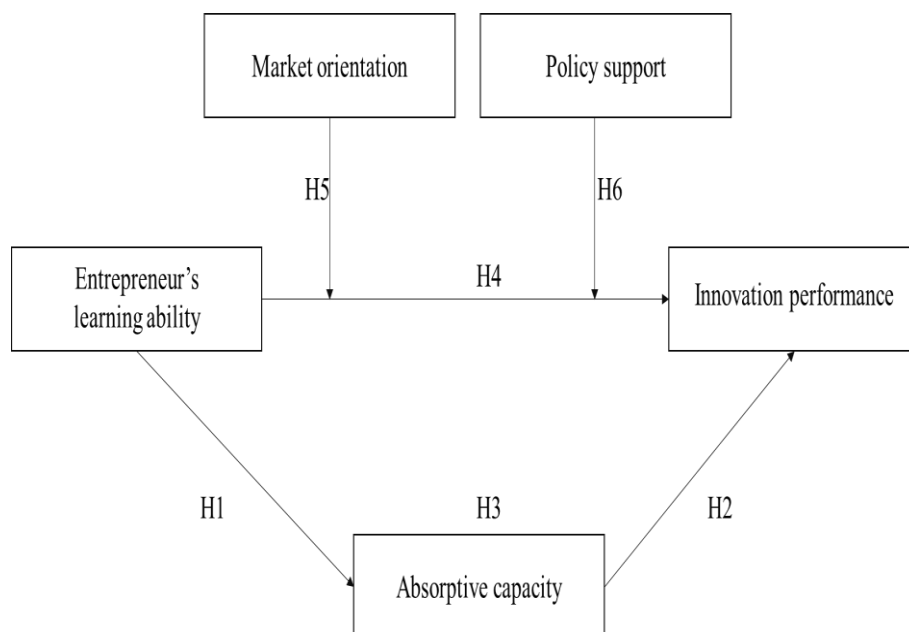 Market orientation
Policy support
H5
H6
Entrepreneur’s
learning ability
H4
Innovation performance
H1
H3
H2
Absorptive capacity